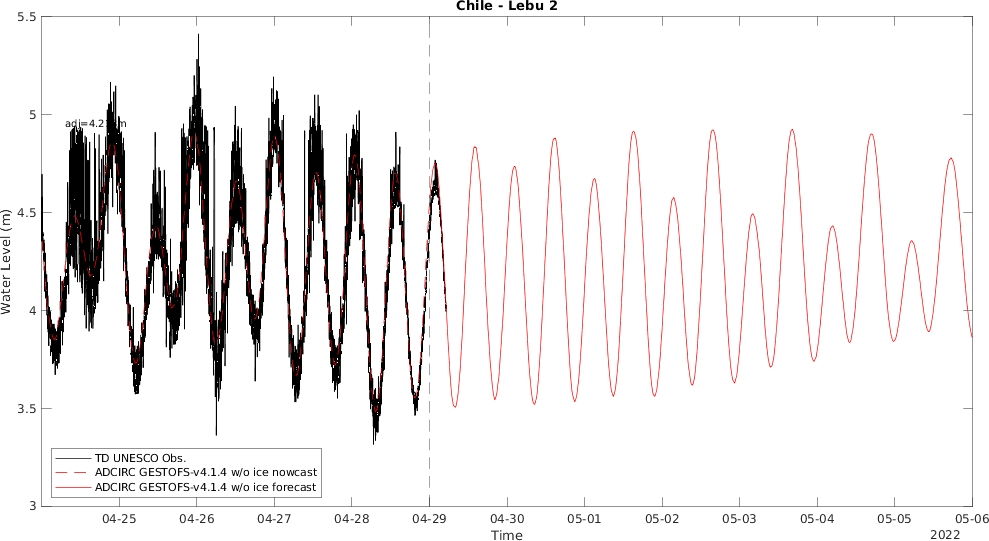 Chile - Lebu 2
5.5
5
4.5
4
3.5
3
Water Level (m)
TD UNESCO Obs.
ADCIRC GESTOFS-v4.1.4 w/o ice nowcast
ADCIRC GESTOFS-v4.1.4 w/o ice forecast
04-25 04-26 04-27 04-28 04-29 04-30 05-01 05-02 05-03 05-04 05-05 05-06
Time
2022